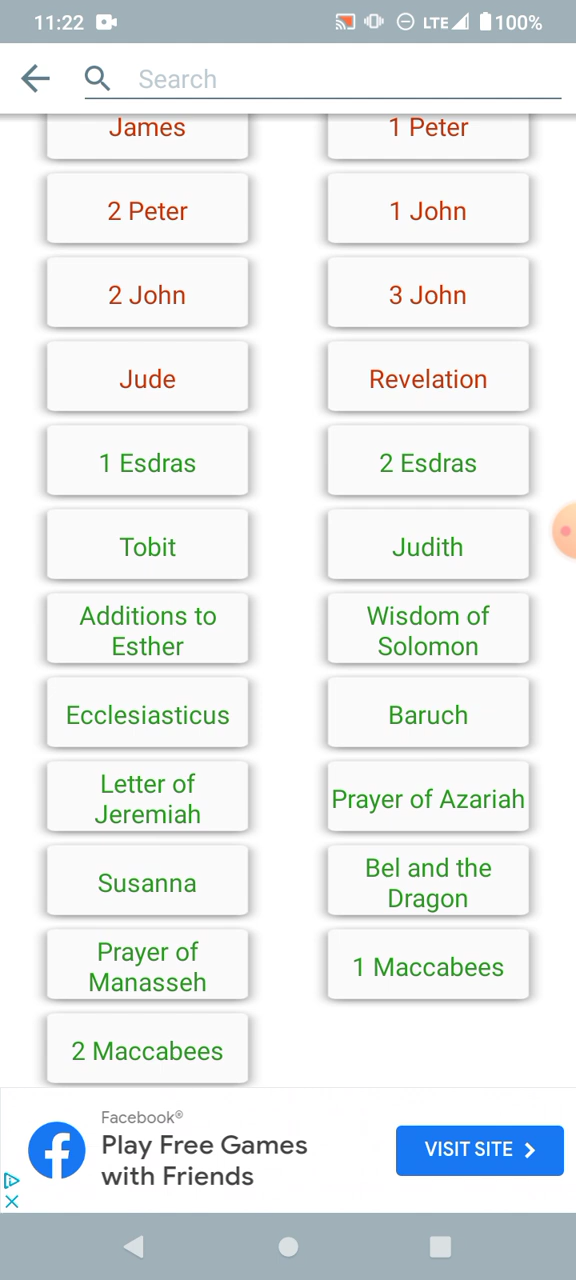 11:22
LTE
100%
Search
James
1 Peter
2 Peter
1 John
2 John
3 John
Jude
Revelation
1 Esdras
2 Esdras
Tobit
Judith
Additions to
Esther
Wisdom of
Solomon
Ecclesiasticus
Baruch
Letter of
Jeremiah
Prayer of Azariah
Susanna
Bel and the
Dragon
Prayer of
Manasseh
1 Maccabees
2 Maccabees
Facebook®
Play Free Games
with Friends
VISIT SITE